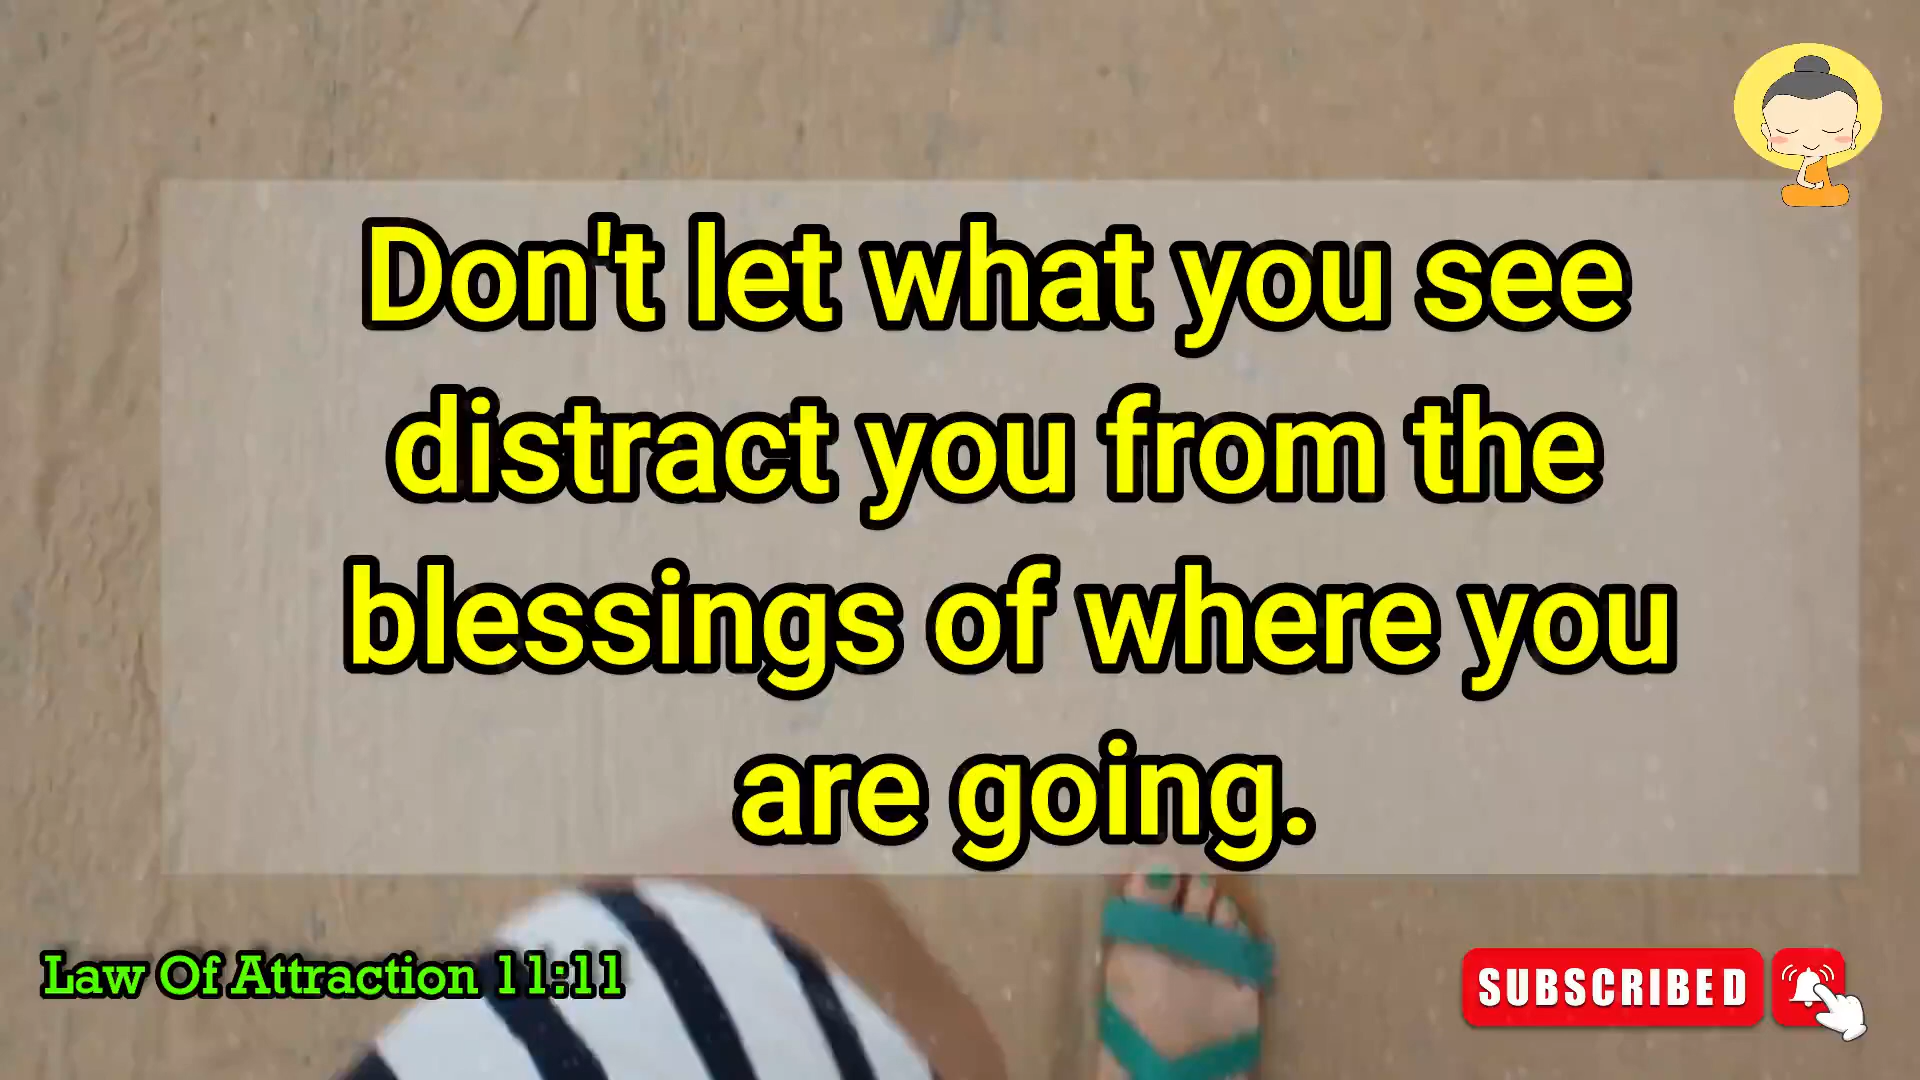 Don't let what you see
distract you from the
blessings of where you
are going.
Law Of Attraction 11:11
SUBSCRIBED